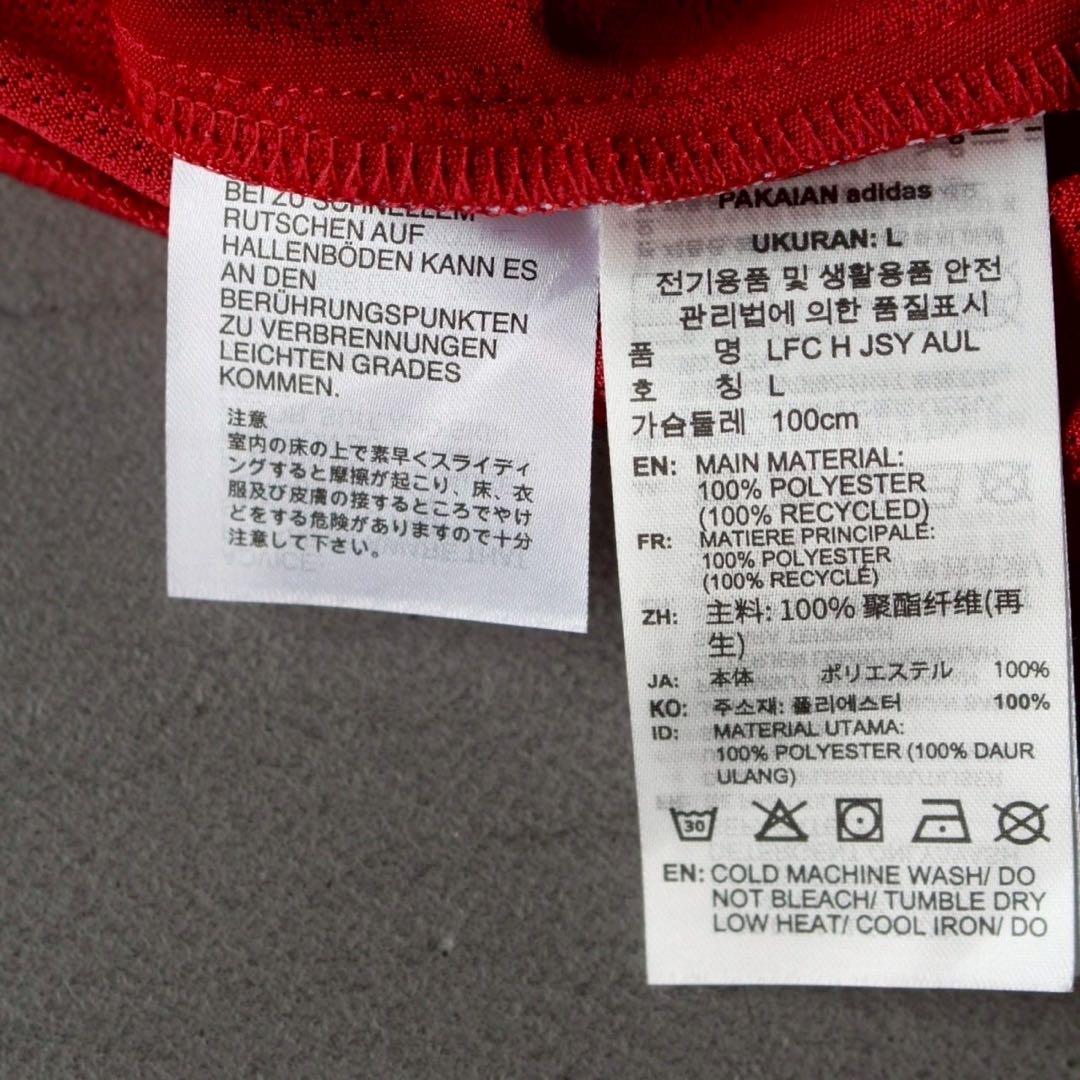 BEI ZU SCHNELLEM
RUTSCHEN AUF
HALLENBÖDEN KANN ES
AN DEN
BERÜHRUNGSPUNKTEN
ZU VERBRENNUNGEN
LEICHTEN GRADES
KOMMEN.
注意
室内の床の上で素早くスライディ
ングすると摩擦が起こり、床、衣
服及び皮膚の接するところでやけ
どをする危険がありますので十分
注意して下さい。
PAKAIAN adidas
UKURAN: L
전기용품 및 생활용품 안전
관리법에 의한 품질표시
품 명 LFC H JSY AUL
호 칭 L
가슴둘레 100cm
EN: MAIN MATERIAL:
100% POLYESTER
(100% RECYCLED)
FR: MATIERE PRINCIPALE:
100% POLYESTER
(100% RECYCLÉ)
ZH: 主料: 100% 聚酯纤维(再
生)
JA: 本体 ポリエステル 100%
KO: 주소재: 폴리에스터 100%
ID: MATERIAL UTAMA:
100% POLYESTER (100% DAUR
ULANG)
30
EN: COLD MACHINE WASH/ DO
NOT BLEACH/ TUMBLE DRY
LOW HEAT/ COOL IRON/ DO